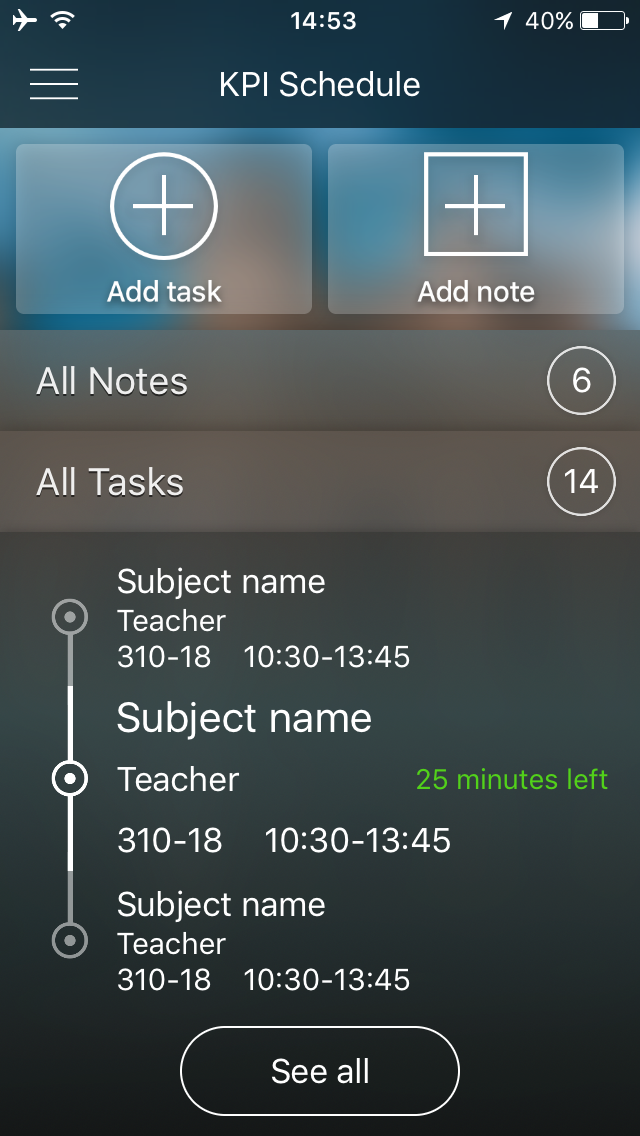 14:53 40%
KPI Schedule
Add task Add note
All Notes 6
All Tasks 14
Subject name
Teacher
310-18 10:30-13:45
Subject name
Teacher 25 minutes left
310-18 10:30-13:45
Subject name
Teacher
310-18 10:30-13:45
See all